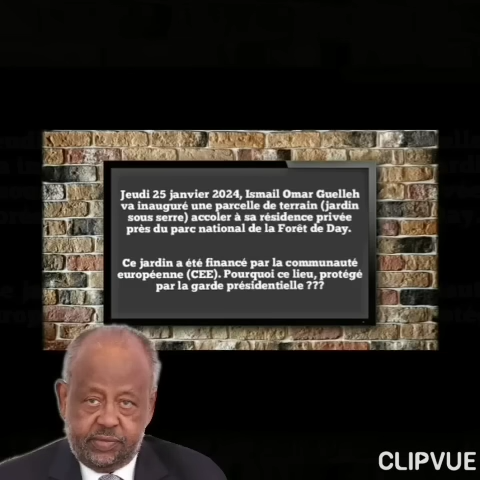 Jeudi 25 janvier 2024, Ismail Omar Guelleh
va inauguré une parcelle de terrain (jardin
sous serre) accoler à sa résidence privée
près du parc national de la Forêt de Day.
Ce jardin a été financé par la communauté
européenne (CEE). Pourquoi ce lieu, protégé
par la garde présidentielle ???
CLIPVUE